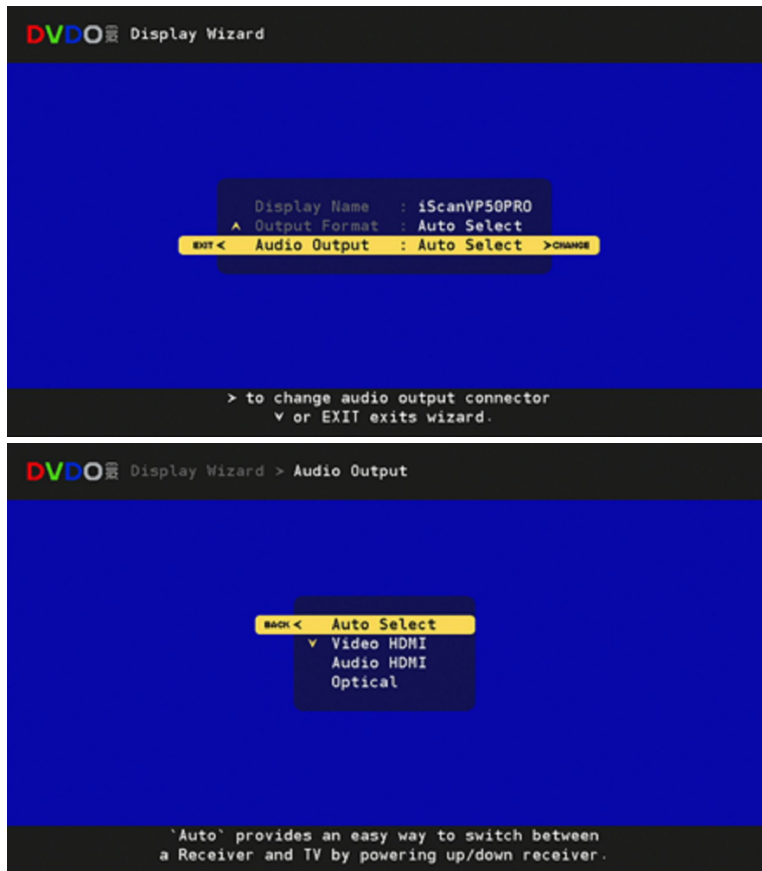 DVDO Display Wizard
Display Name : iScanVP50PRO
Output Format : Auto Select
EXIT < Audio Output : Auto Select >CHANGE
> to change audio output connector
v or EXIT exits wizard.
DVDO Display Wizard > Audio Output
BACK < Auto Select
Video HDMI
Audio HDMI
Optical
`Auto` provides an easy way to switch between
a Receiver and TV by powering up/down receiver.